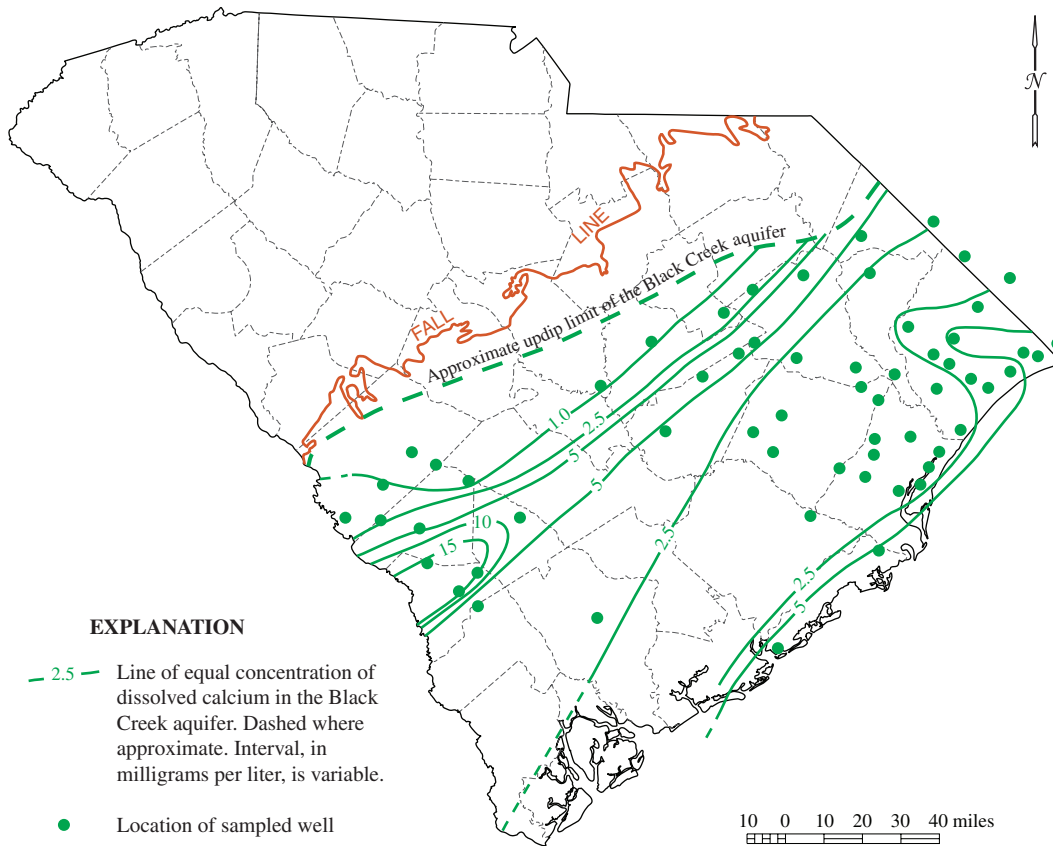 N
LINE
FALL
Approximate updip limit of the Black Creek aquifer
1.0
2.5
5
5
10
15
2.5
2.5
5
EXPLANATION
2.5
Line of equal concentration of
dissolved calcium in the Black
Creek aquifer. Dashed where
approximate. Interval, in
milligrams per liter, is variable.
Location of sampled well
10 0 10 20 30 40 miles